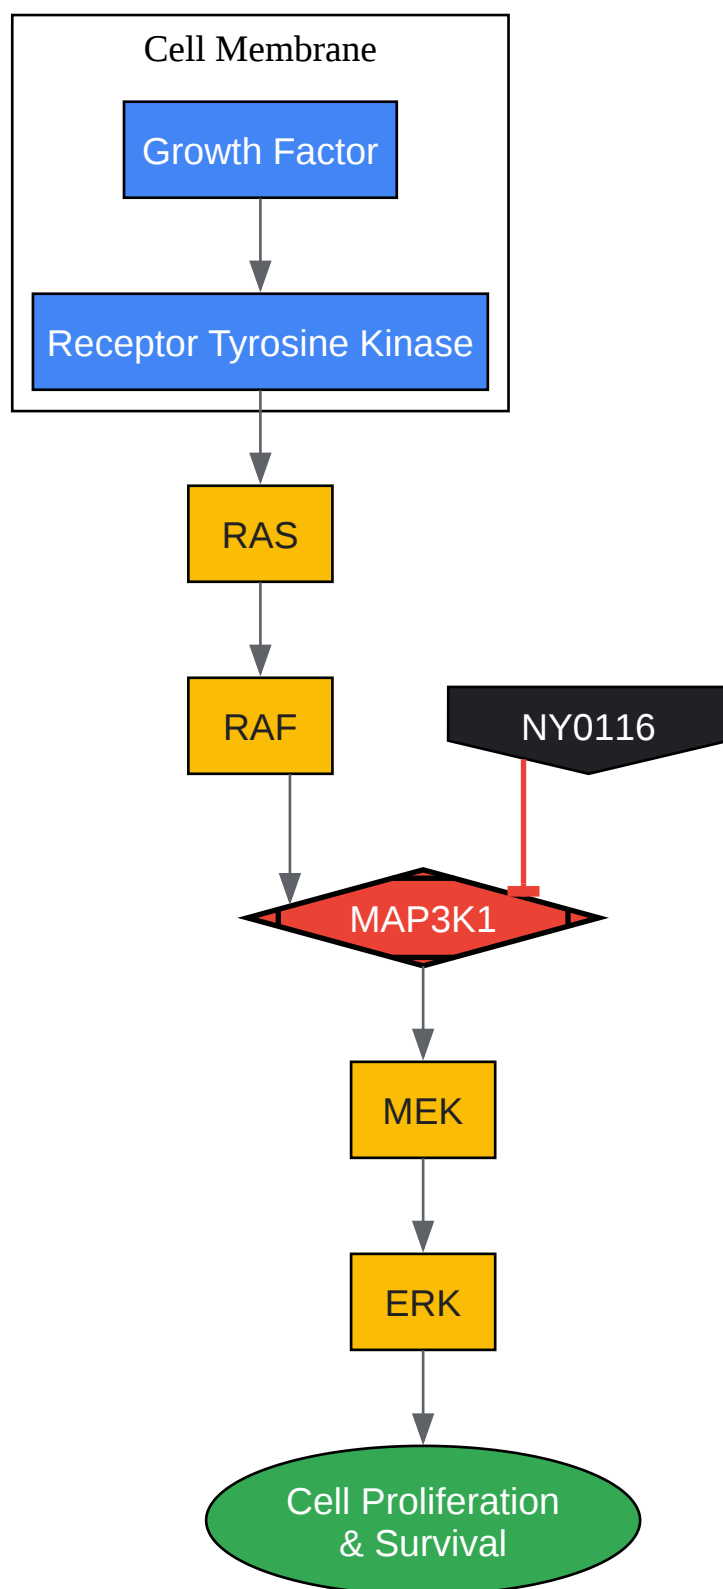 Cell Membrane
Growth Factor
Receptor Tyrosine Kinase
RAS
RAF
NY0116
MAP3K1
MEK
ERK
Cell Proliferation
& Survival